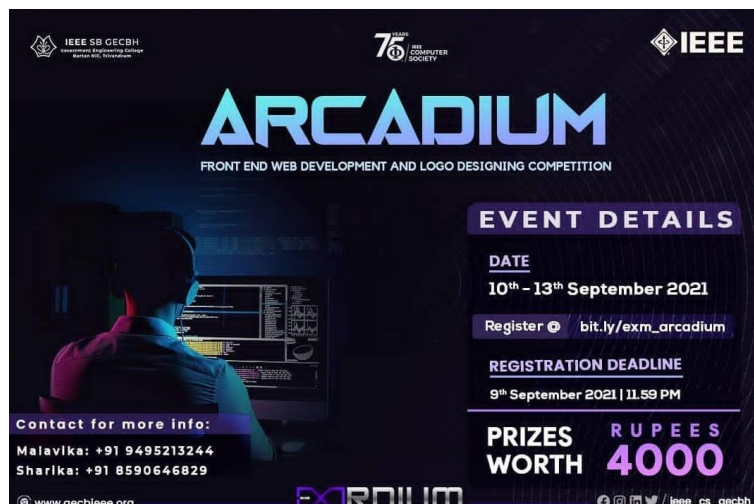 IEEE SB GECBH
Government Engineering College
Barton Hill, Trivandrum
75 YEARS
IEEE
COMPUTER
SOCIETY
IEEE
ARCADIUM
FRONT END WEB DEVELOPMENT AND LOGO DESIGNING COMPETITION
EVENT DETAILS
DATE
10th - 13th September 2021
Register @ bit.ly/exm_arcadium
REGISTRATION DEADLINE
9th September 2021 | 11.59 PM
PRIZES WORTH
RUPEES
4000
Contact for more info:
Malavika: +91 9495213244
Sharika: +91 8590646829
www.gechieee.org
/ ieee_cs_gecbh